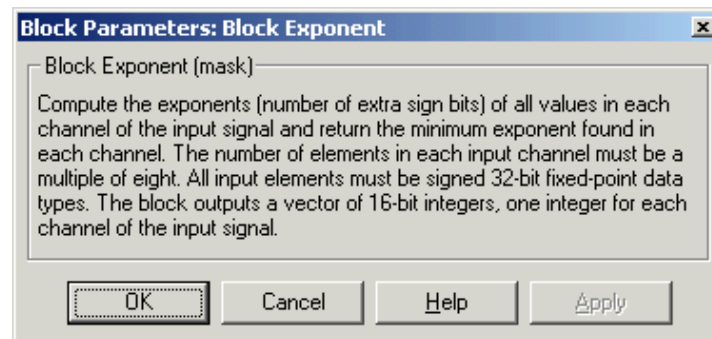 Block Parameters: Block Exponent
Block Exponent (mask)
Compute the exponents (number of extra sign bits) of all values in each
channel of the input signal and return the minimum exponent found in
each channel. The number of elements in each input channel must be a
multiple of eight. All input elements must be signed 32-bit fixed-point data
types. The block outputs a vector of 16-bit integers, one integer for each
channel of the input signal.
OK Cancel Help Apply